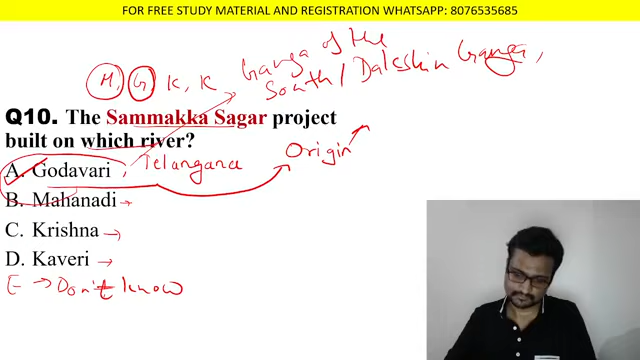 FOR FREE STUDY MATERIAL AND REGISTRATION WHATSAPP: 8076535685
M, G, K, K
Ganga of the
South / Dakshin Ganga,
Q10. The Sammakka Sagar project
built on which river?
A. Godavari, Telangana
Origin
B. Mahanadi
C. Krishna
D. Kaveri
E → Don't know